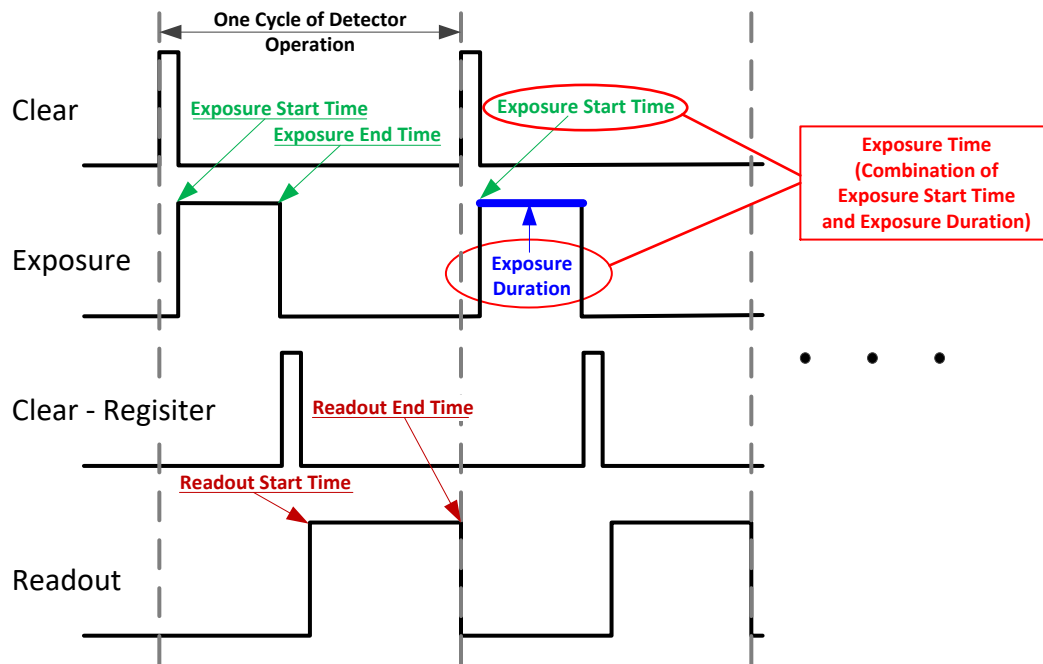 One Cycle of Detector
Operation
Clear
Exposure Start Time
Exposure End Time
Exposure Start Time
Exposure Time
(Combination of
Exposure Start Time
and Exposure Duration)
Exposure
Exposure
Duration
Clear - Regisiter
Readout End Time
Readout Start Time
Readout